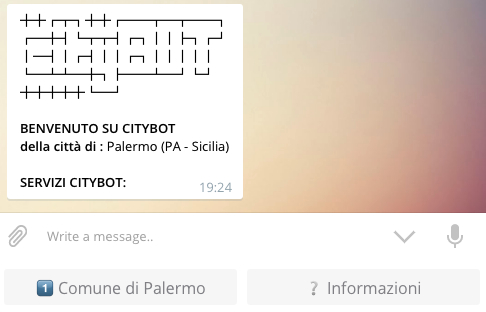 BENVENUTO SU CITYBOT
della città di : Palermo (PA - Sicilia)
SERVIZI CITYBOT:
19:24
Write a message..
1 Comune di Palermo
? Informazioni